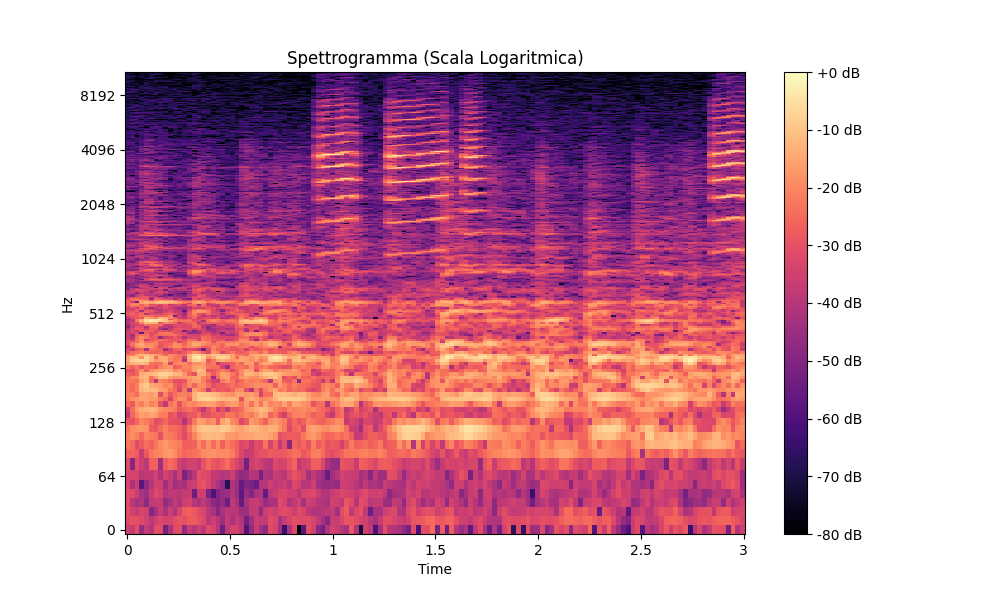 Spettrogramma (Scala Logaritmica)
Hz
8192
4096
2048
1024
512
256
128
64
0
0
0.5
1
1.5
2
2.5
3
Time
+0 dB
-10 dB
-20 dB
-30 dB
-40 dB
-50 dB
-60 dB
-70 dB
-80 dB